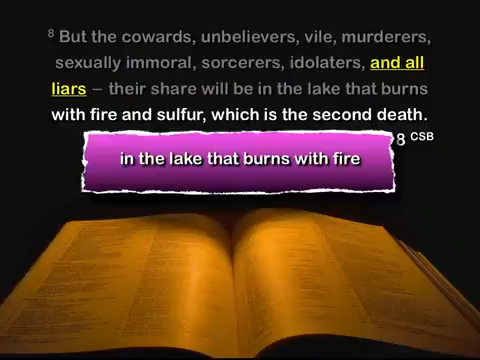 8 But the cowards, unbelievers, vile, murderers,
sexually immoral, sorcerers, idolaters, and all
liars – their share will be in the lake that burns
with fire and sulfur, which is the second death.
8 CSB
in the lake that burns with fire